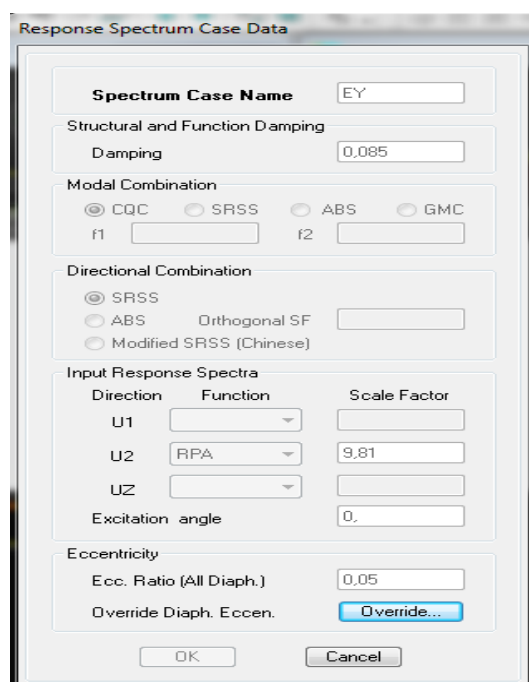 Response Spectrum Case Data
Spectrum Case Name EY
Structural and Function Damping
Damping 0,085
Modal Combination
CQC SRSS ABS GMC
f1 f2
Directional Combination
SRSS
ABS Orthogonal SF
Modified SRSS (Chinese)
Input Response Spectra
Direction Function Scale Factor
U1
U2 RPA 9,81
UZ
Excitation angle 0,
Eccentricity
Ecc. Ratio (All Diaph.) 0,05
Override Diaph. Eccen. Override...
OK Cancel